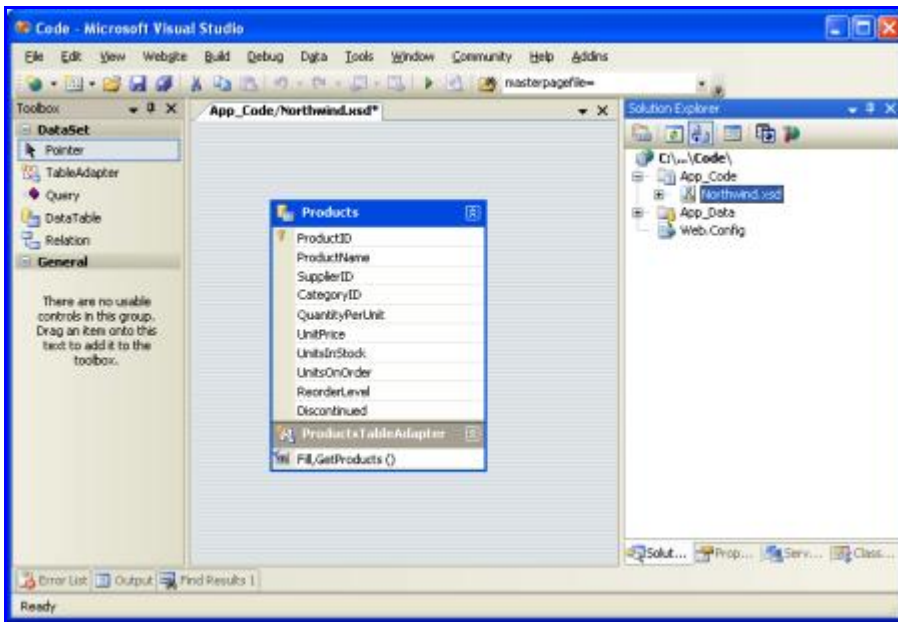 Code - Microsoft Visual Studio
File Edit View Website Build Debug Data Tools Window Community Help Addins
masterpagefile=
Toolbox
App_Code/Northwind.xsd*
Solution Explorer
DataSet
Pointer
TableAdapter
Query
DataTable
Relation
General
There are no usable
controls in this group.
Drag an item onto this
text to add it to the
toolbox.
Products
ProductID
ProductName
SupplierID
CategoryID
QuantityPerUnit
UnitPrice
UnitsInStock
UnitsOnOrder
ReorderLevel
Discontinued
ProductsTableAdapter
Fill,GetProducts ()
C:\...\Code\
App_Code
Northwind.xsd
App_Data
Web.Config
Solut... Prop... Serv... Class...
Error List Output Find Results 1
Ready